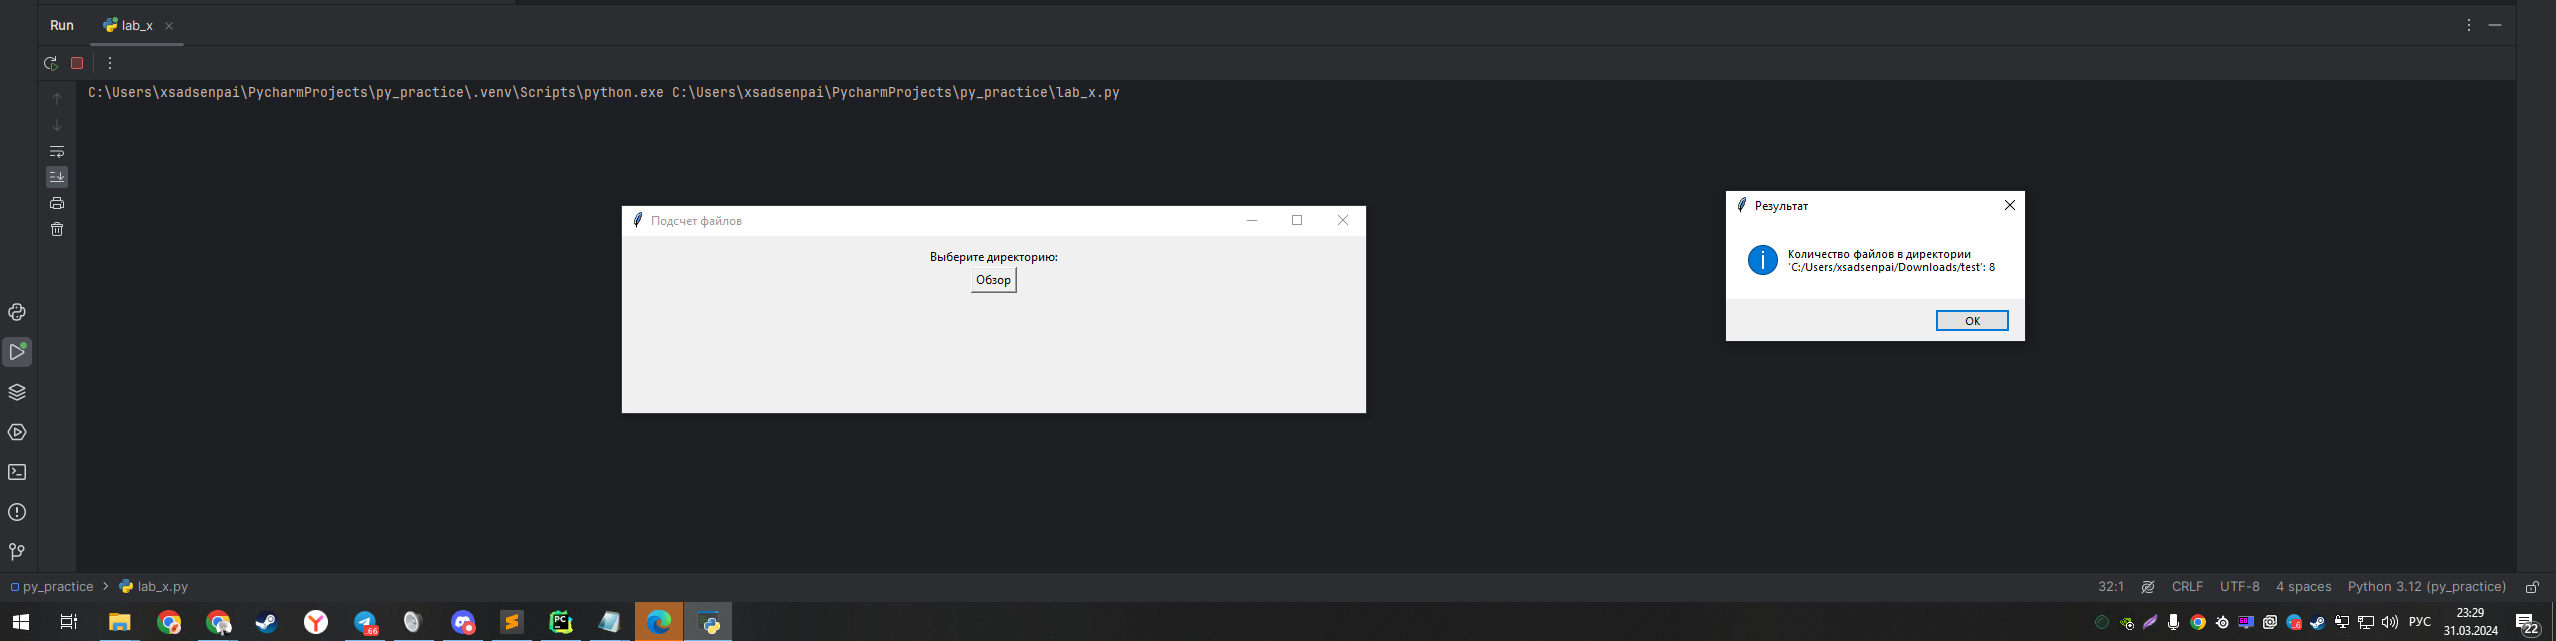 Run
lab_x
C:\Users\xsadsenpai\PycharmProjects\py_practice\.venv\Scripts\python.exe C:\Users\xsadsenpai\PycharmProjects\py_practice\lab_x.py
Подсчет файлов
Выберите директорию:
Обзор
Результат
Количество файлов в директории
'C:/Users/xsadsenpai/Downloads/test': 8
OK
py_practice
lab_x.py
32:1
CRLF
UTF-8
4 spaces
Python 3.12 (py_practice)
PC
66
РУС
23:29
31.03.2024
22